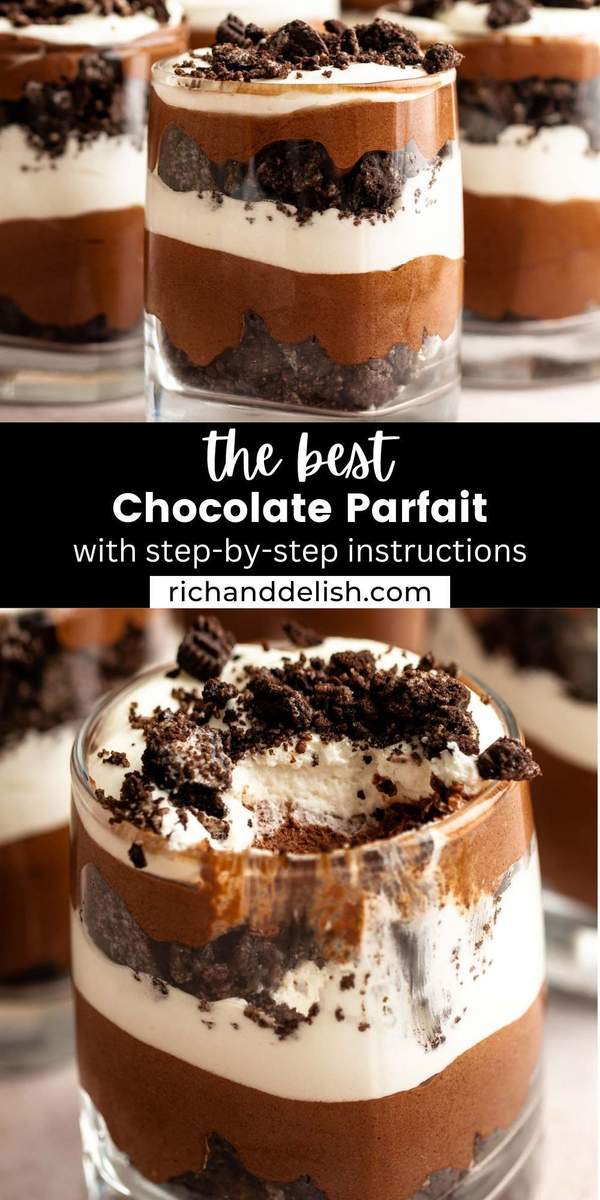 the best
Chocolate Parfait
with step-by-step instructions
richanddelish.com